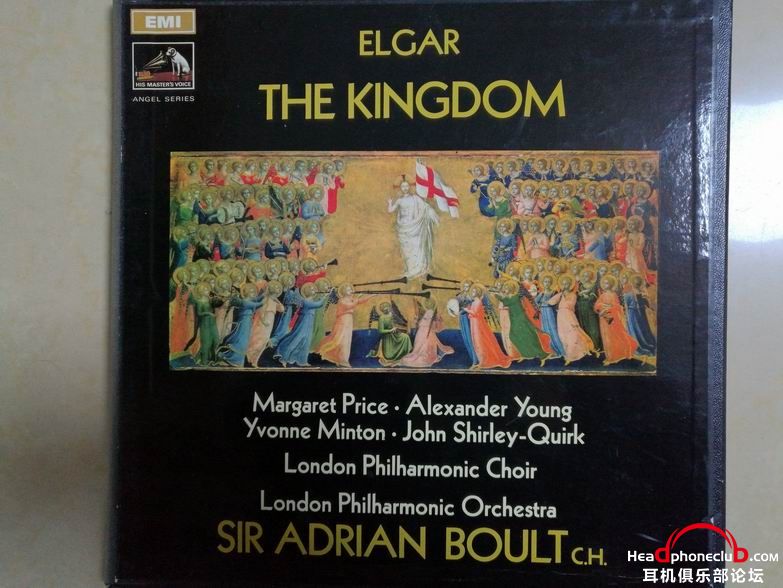 EMI
HIS MASTER'S VOICE
ANGEL SERIES
ELGAR
THE KINGDOM
Margaret Price · Alexander Young
Yvonne Minton · John Shirley-Quirk
London Philharmonic Choir
London Philharmonic Orchestra
SIR ADRIAN BOULT C.H.
HeadphonecluD.com
耳机俱乐部论坛